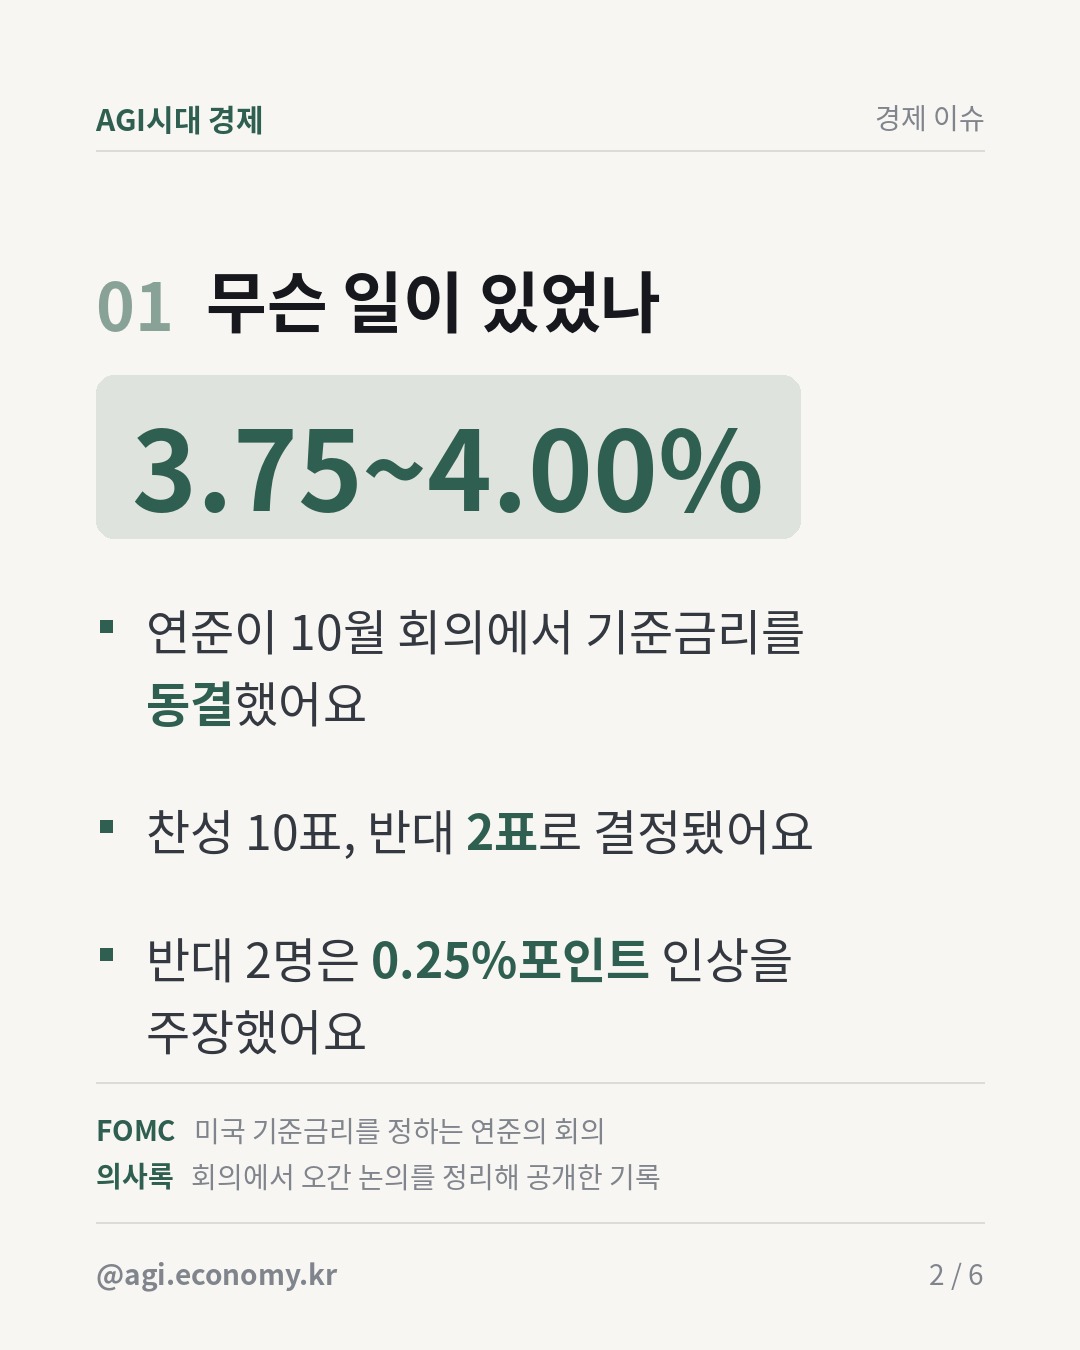 AGI시대 경제
경제 이슈
01 무슨 일이 있었나
3.75~4.00%
▪ 연준이 10월 회의에서 기준금리를
동결했어요
▪ 찬성 10표, 반대 2표로 결정됐어요
▪ 반대 2명은 0.25%포인트 인상을
주장했어요
FOMC 미국 기준금리를 정하는 연준의 회의
의사록 회의에서 오간 논의를 정리해 공개한 기록
@agi.economy.kr
2 / 6